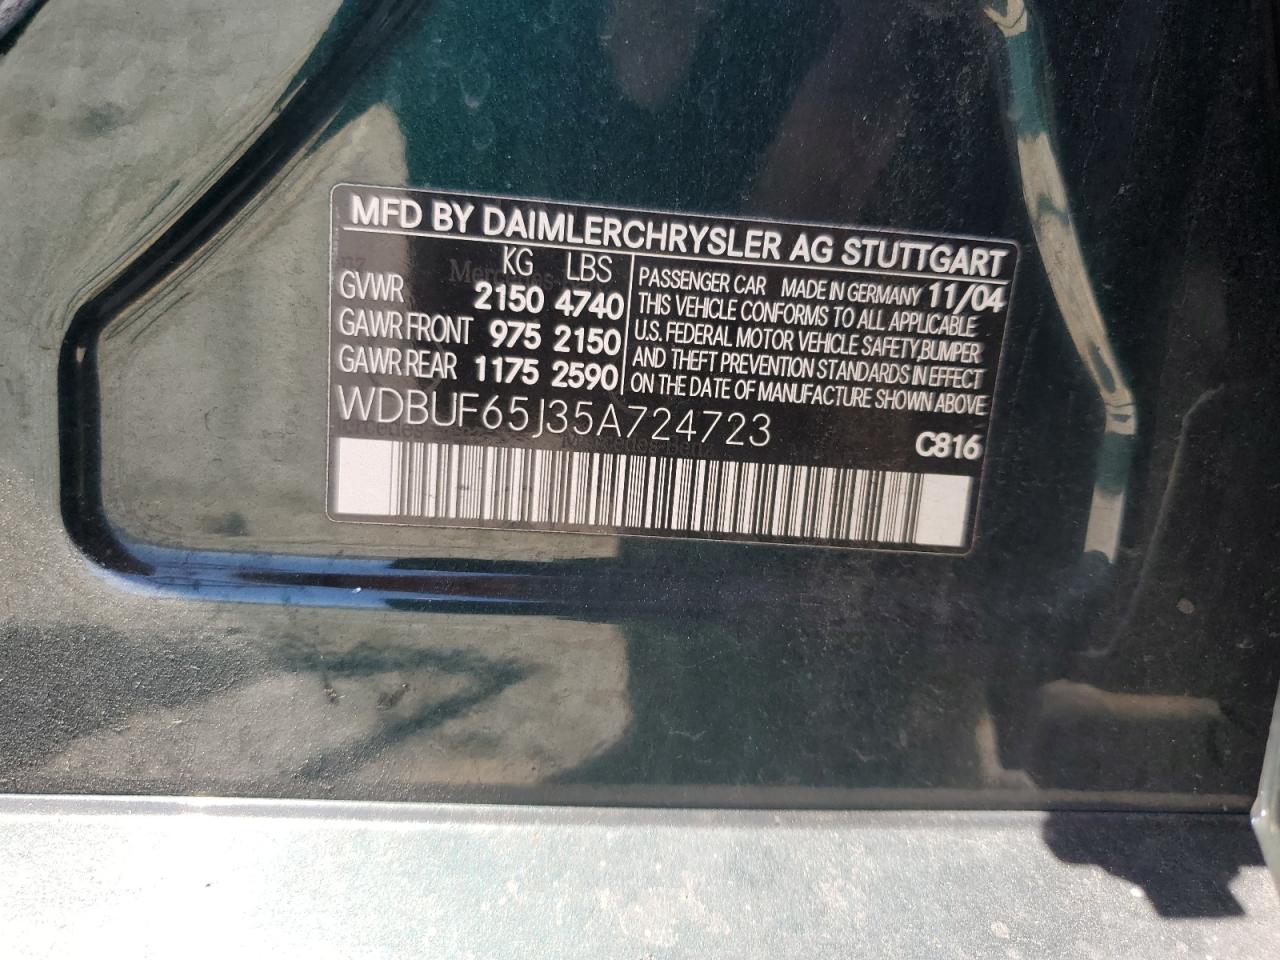 MFD BY DAIMLERCHRYSLER AG STUTTGART
KG LBS
GVWR 2150 4740
GAWR FRONT 975 2150
GAWR REAR 1175 2590
PASSENGER CAR MADE IN GERMANY 11/04
THIS VEHICLE CONFORMS TO ALL APPLICABLE
U.S. FEDERAL MOTOR VEHICLE SAFETY,BUMPER
AND THEFT PREVENTION STANDARDS IN EFFECT
ON THE DATE OF MANUFACTURE SHOWN ABOVE
WDBUF65J35A724723
C816
Mercedes-Benz